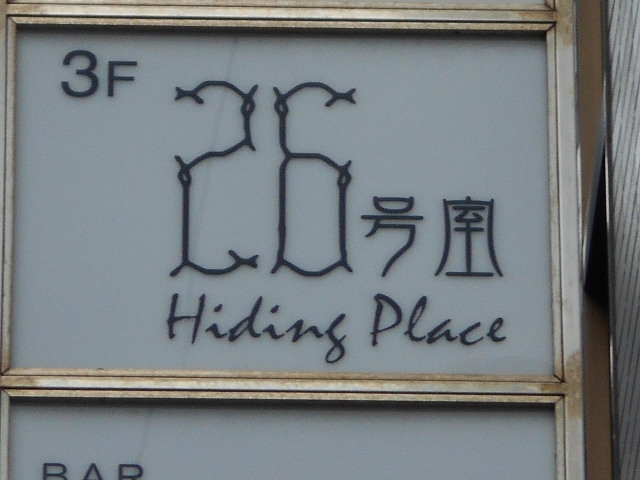 3F
26号室
Hiding Place
BAR